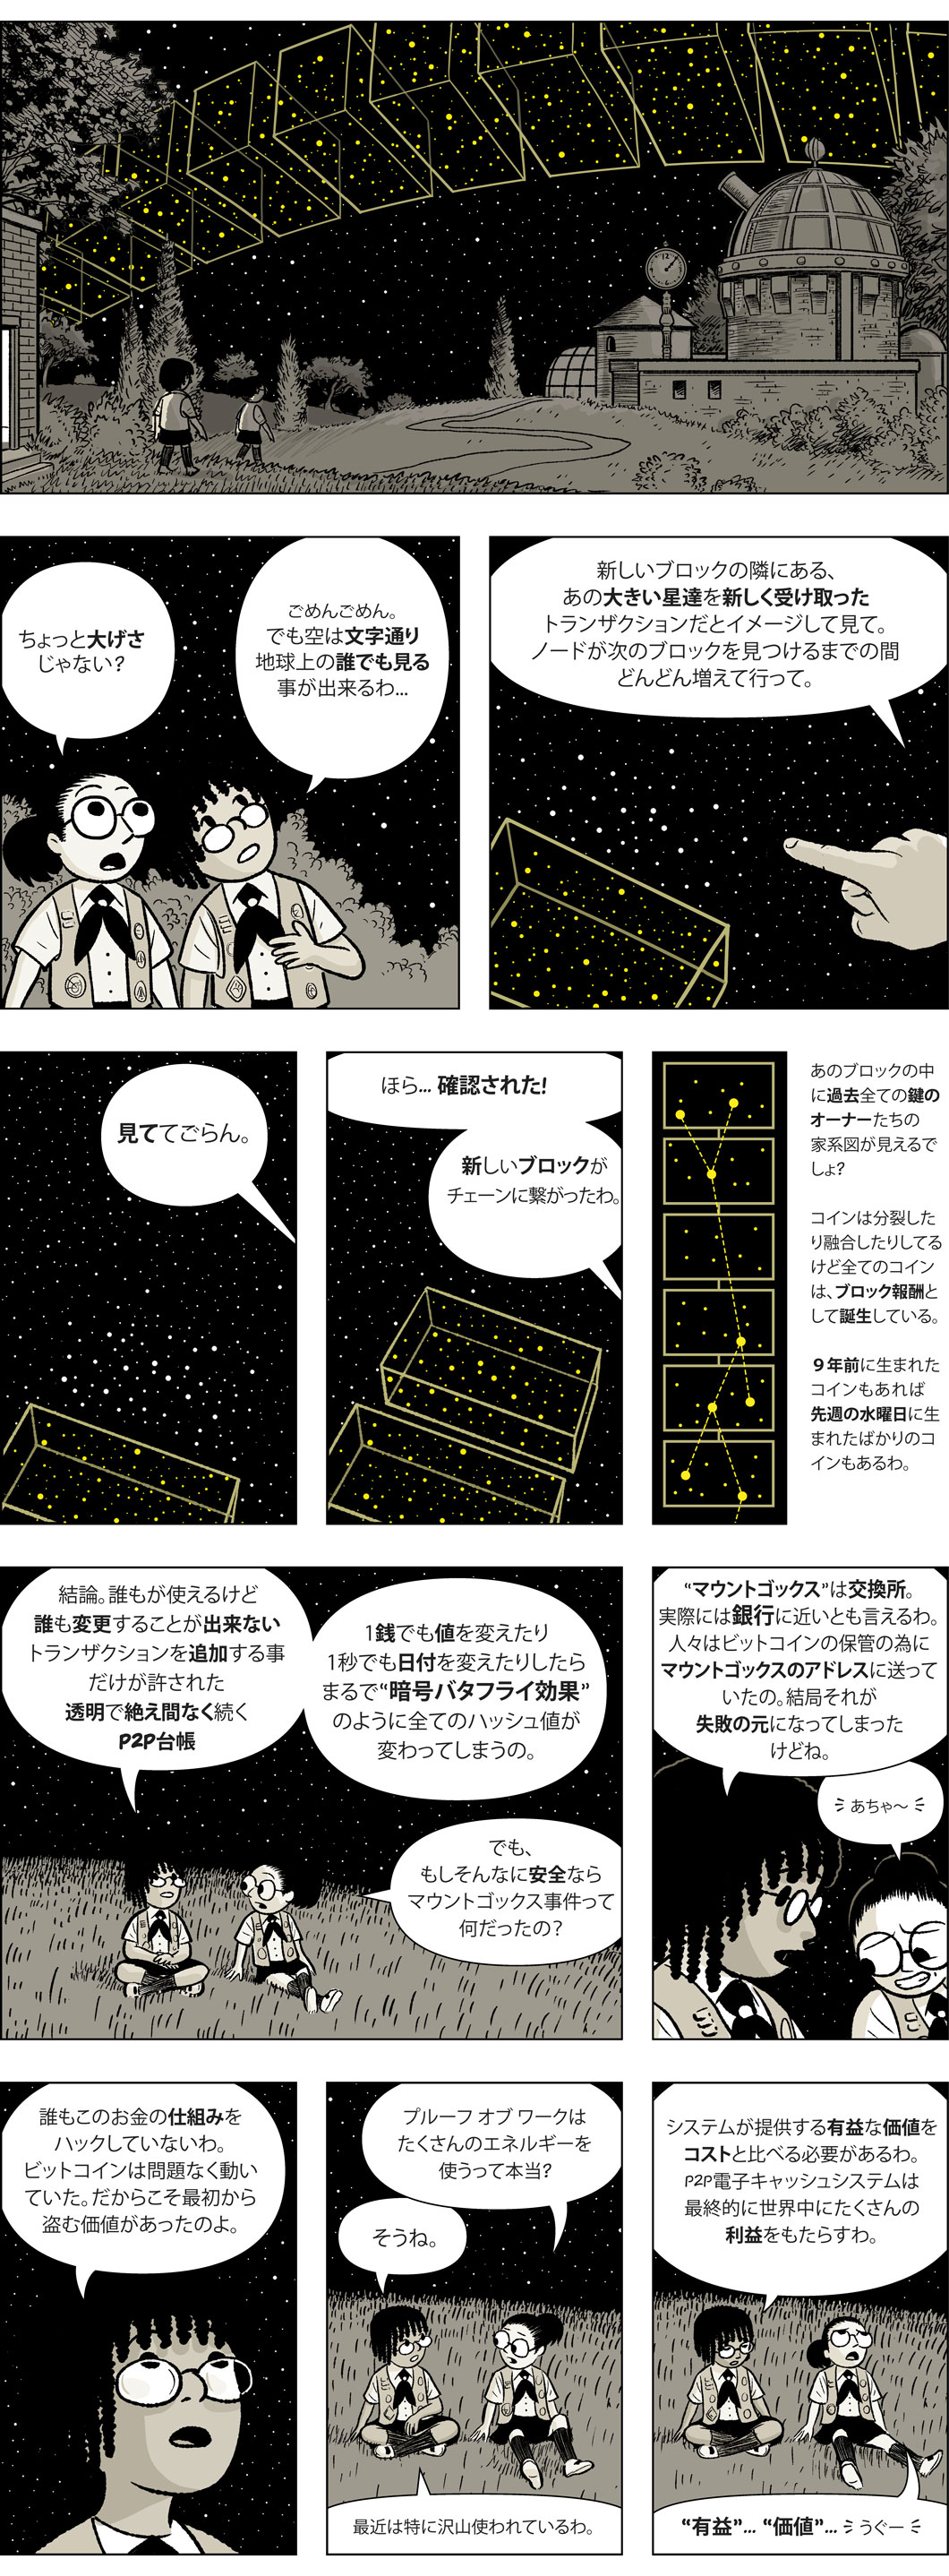 ちょっと大げさ
じゃない？
ごめんごめん。
でも空は文字通り
地球上の誰でも見る
事が出来るわ...
新しいブロックの隣にある、
あの大きい星達を新しく受け取った
トランザクションだとイメージして見て。
ノードが次のブロックを見つけるまでの間
どんどん増えて行って。
見ててごらん。
ほら... 確認された!
新しいブロックが
チェーンに繋がったわ。
あのブロックの中
に過去全ての鍵の
オーナーたちの
家系図が見えるで
しょ？
コインは分裂した
り融合したりしてる
けど全てのコイン
は、ブロック報酬と
して誕生している。
９年前に生まれた
コインもあれば
先週の水曜日に生
まれたばかりのコ
インもあるわ。
結論。誰もが使えるけど
誰も変更することが出来ない
トランザクションを追加する事
だけが許された
透明で絶え間なく続く
P2P台帳
1銭でも値を変えたり
1秒でも日付を変えたりしたら
まるで“暗号バタフライ効果”
のように全てのハッシュ値が
変わってしまうの。
でも、
もしそんなに安全なら
マウントゴックス事件って
何だったの？
“マウントゴックス”は交換所。
実際には銀行に近いとも言えるわ。
人々はビットコインの保管の為に
マウントゴックスのアドレスに送って
いたの。結局それが
失敗の元になってしまった
けどね。
あちゃ〜
誰もこのお金の仕組みを
ハックしていないわ。
ビットコインは問題なく動い
ていた。だからこそ最初から
盗む価値があったのよ。
プルーフ オブ ワークは
たくさんのエネルギーを
使うって本当？
そうね。
最近は特に沢山使われているわ。
システムが提供する有益な価値を
コストと比べる必要があるわ。
P2P電子キャッシュシステムは
最終的に世界中にたくさんの
利益をもたらすわ。
“有益”... “価値”... うぐー